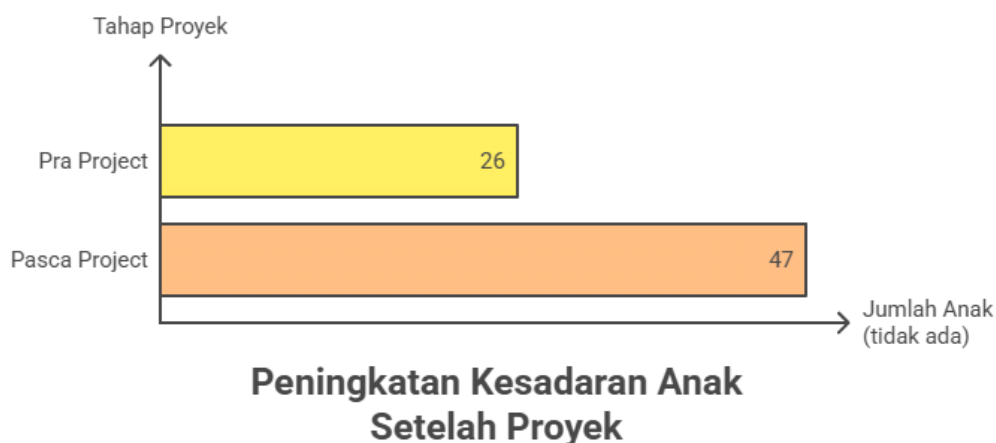 Tahap Proyek
Pra Project
26
Pasca Project
47
Jumlah Anak
(tidak ada)
Peningkatan Kesadaran Anak
Setelah Proyek